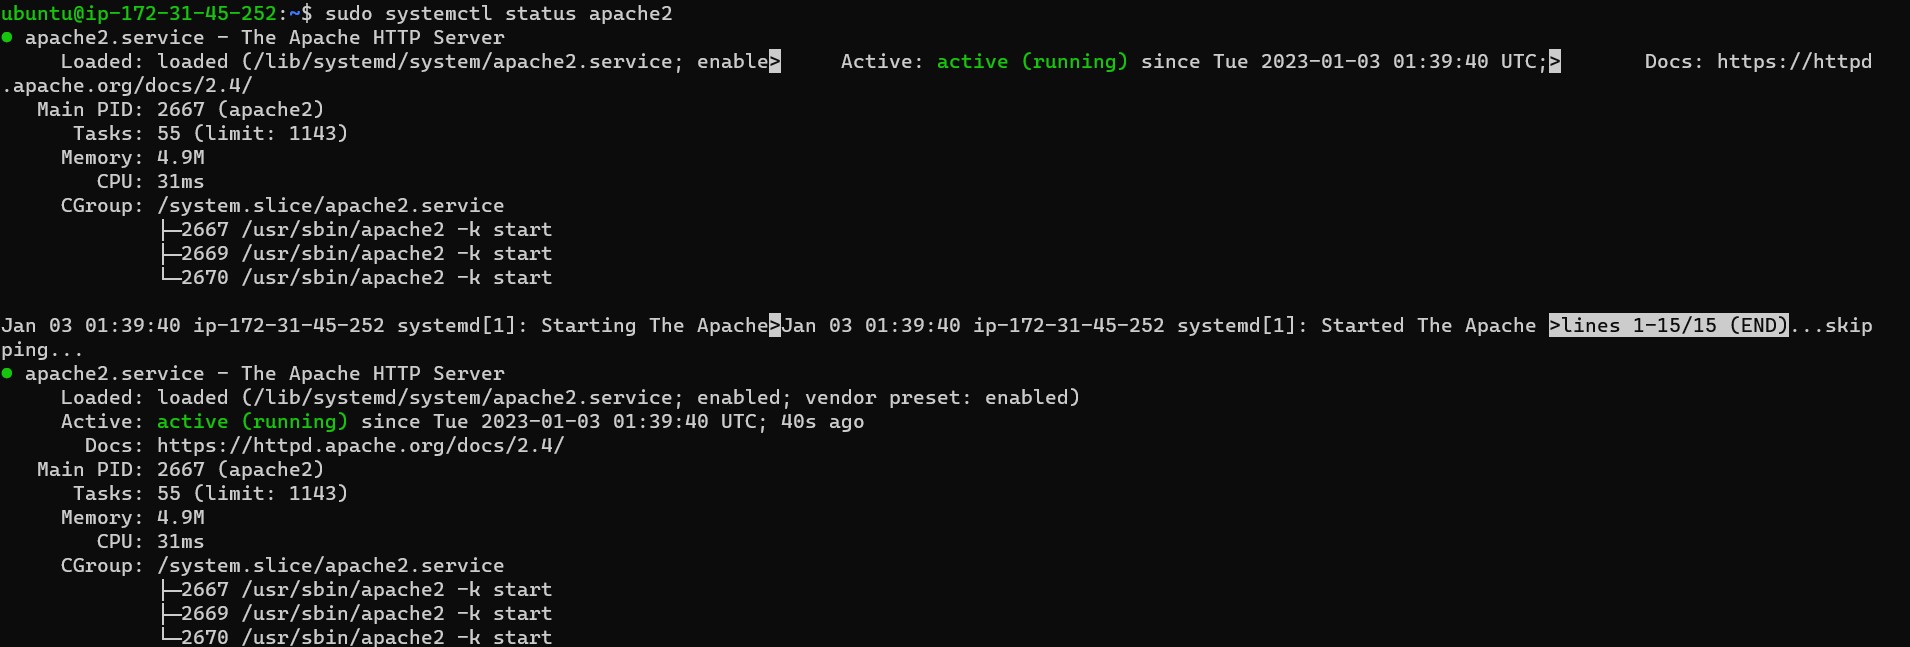 ubuntu@ip-172-31-45-252:~$ sudo systemctl status apache2
● apache2.service - The Apache HTTP Server
     Loaded: loaded (/lib/systemd/system/apache2.service; enable>     Active: active (running) since Tue 2023-01-03 01:39:40 UTC;>       Docs: https://httpd
.apache.org/docs/2.4/
   Main PID: 2667 (apache2)
      Tasks: 55 (limit: 1143)
     Memory: 4.9M
        CPU: 31ms
     CGroup: /system.slice/apache2.service
             ├─2667 /usr/sbin/apache2 -k start
             ├─2669 /usr/sbin/apache2 -k start
             └─2670 /usr/sbin/apache2 -k start

Jan 03 01:39:40 ip-172-31-45-252 systemd[1]: Starting The Apache>Jan 03 01:39:40 ip-172-31-45-252 systemd[1]: Started The Apache >lines 1-15/15 (END)...skip
ping...
● apache2.service - The Apache HTTP Server
     Loaded: loaded (/lib/systemd/system/apache2.service; enabled; vendor preset: enabled)
     Active: active (running) since Tue 2023-01-03 01:39:40 UTC; 40s ago
       Docs: https://httpd.apache.org/docs/2.4/
   Main PID: 2667 (apache2)
      Tasks: 55 (limit: 1143)
     Memory: 4.9M
        CPU: 31ms
     CGroup: /system.slice/apache2.service
             ├─2667 /usr/sbin/apache2 -k start
             ├─2669 /usr/sbin/apache2 -k start
             └─2670 /usr/sbin/apache2 -k start